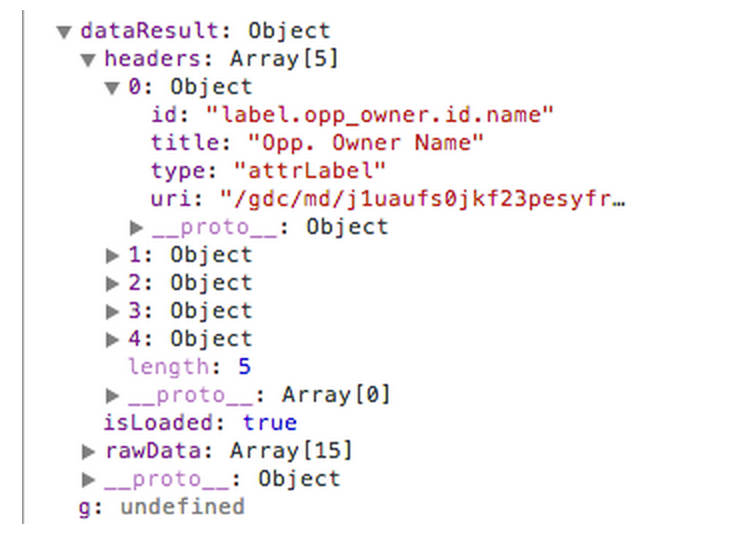 dataResult: Object
headers: Array[5]
0: Object
id: "label.opp_owner.id.name"
title: "Opp. Owner Name"
type: "attrLabel"
uri: "/gdc/md/j1uaufs0jkf23pesyfr…
__proto__: Object
1: Object
2: Object
3: Object
4: Object
length: 5
__proto__: Array[0]
isLoaded: true
rawData: Array[15]
__proto__: Object
g: undefined